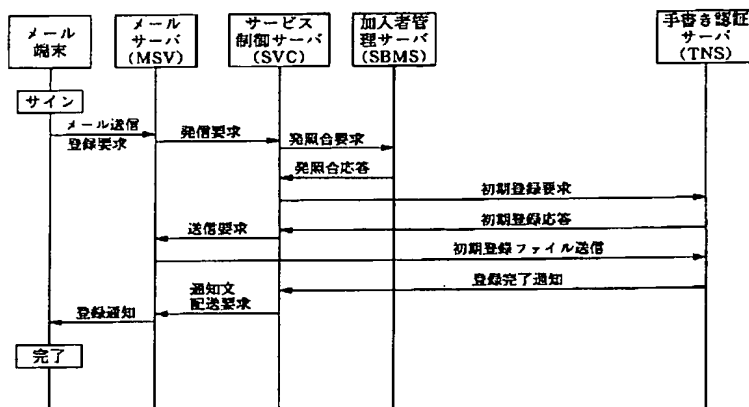 メール
端末
メール
サーバ
(MSV)
サービス
制御サーバ
(SVC)
加入者管
理サーバ
(SBMS)
手書き認証
サーバ
(TNS)
サイン
メール送信
登録要求
発信要求
発照合要求
発照合応答
初期登録要求
初期登録応答
送信要求
初期登録ファイル送信
登録完了通知
通知文
配送要求
登録通知
完了